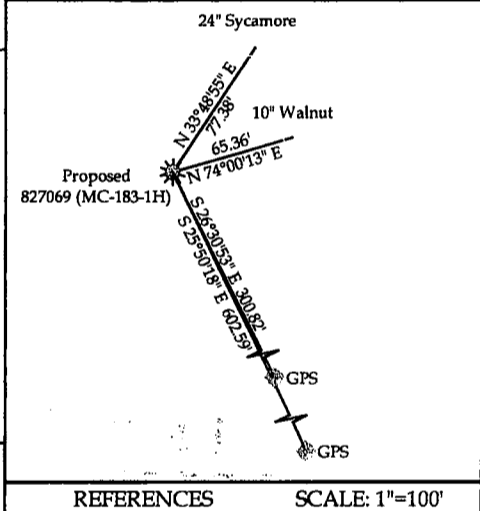 24" Sycamore
N 33°48'55" E
77.38'
10" Walnut
65.36'
N 74°00'13" E
Proposed
827069 (MC-183-1H)
S 26°30'53" E 300.82'
S 25°50'18" E 602.59'
GPS
GPS
REFERENCES SCALE: 1"=100'